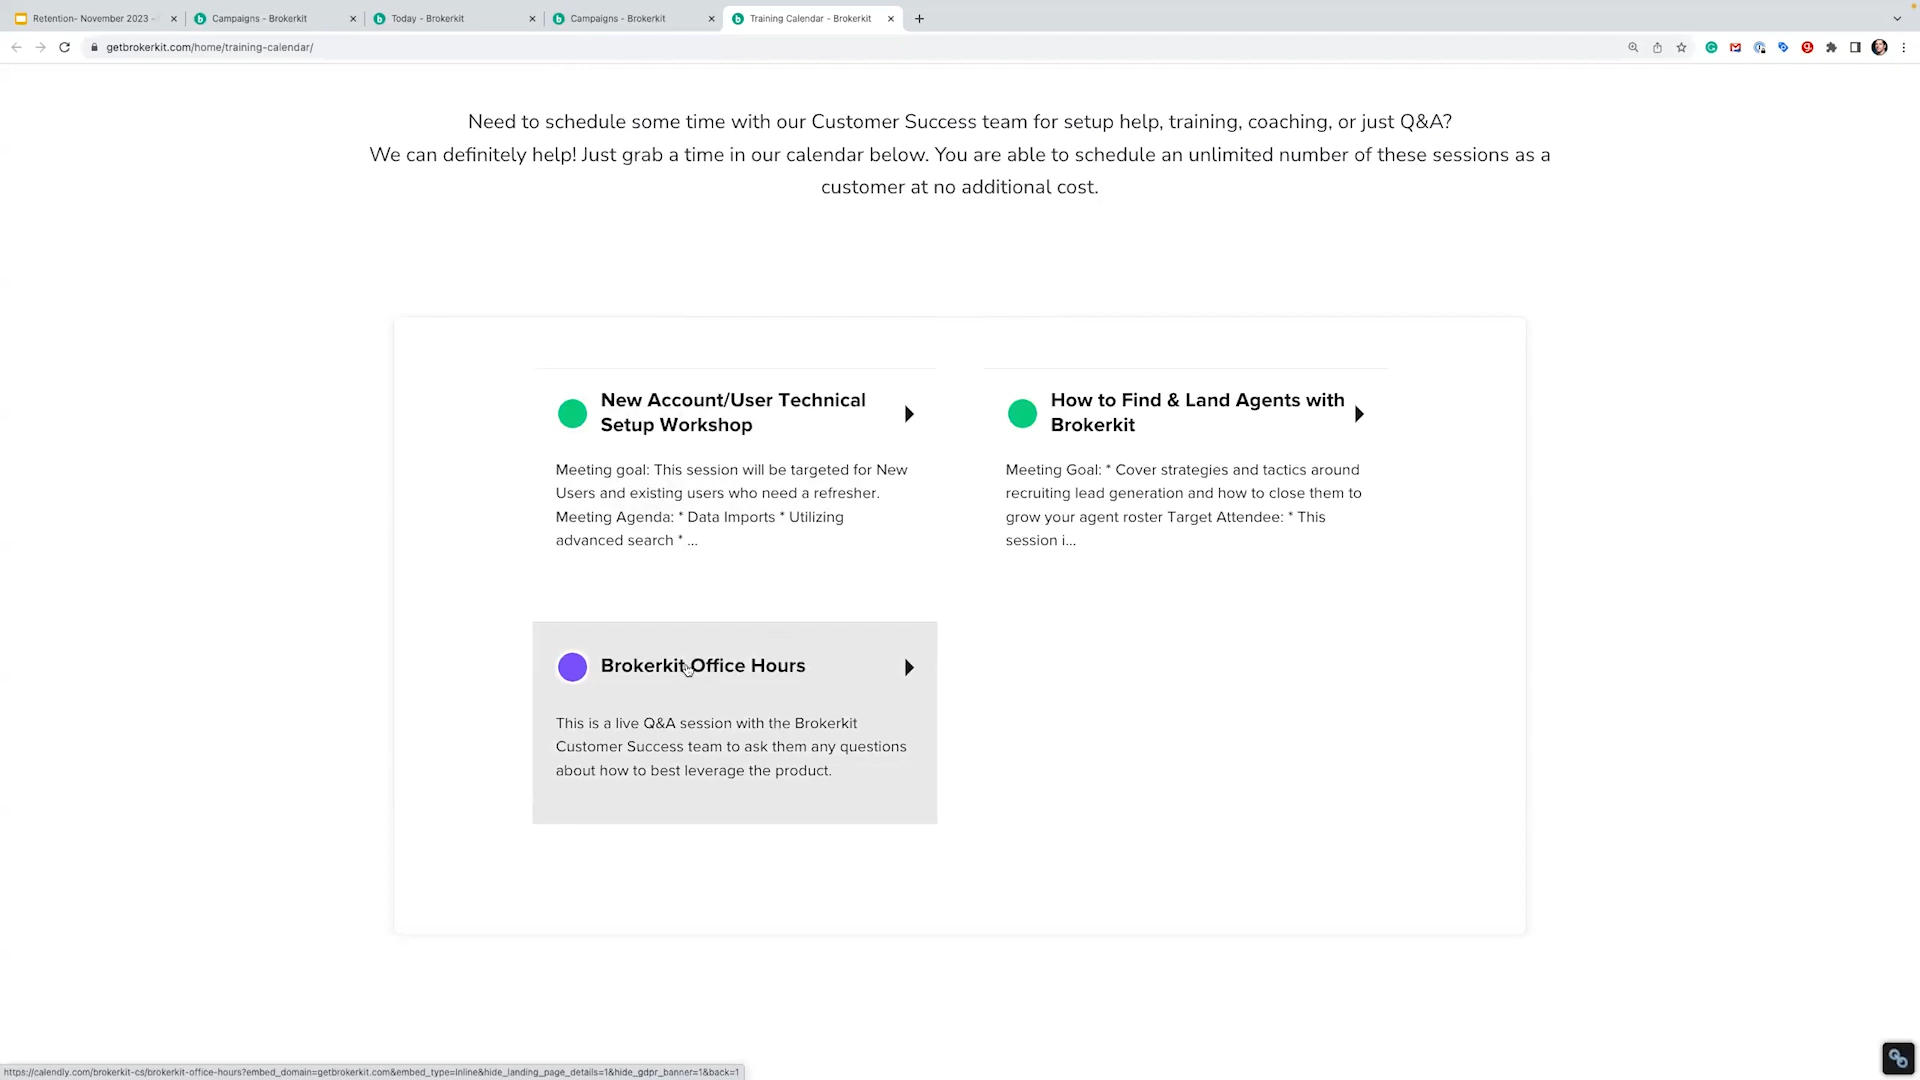 Retention- November 2023 -
Campaigns - Brokerkit
Today - Brokerkit
Campaigns - Brokerkit
Training Calendar - Brokerkit
getbrokerkit.com/home/training-calendar/
Need to schedule some time with our Customer Success team for setup help, training, coaching, or just Q&A?
We can definitely help! Just grab a time in our calendar below. You are able to schedule an unlimited number of these sessions as a
customer at no additional cost.
New Account/User Technical
Setup Workshop
Meeting goal: This session will be targeted for New
Users and existing users who need a refresher.
Meeting Agenda: * Data Imports * Utilizing
advanced search * ...
How to Find & Land Agents with
Brokerkit
Meeting Goal: * Cover strategies and tactics around
recruiting lead generation and how to close them to
grow your agent roster Target Attendee: * This
session i...
Brokerkit Office Hours
This is a live Q&A session with the Brokerkit
Customer Success team to ask them any questions
about how to best leverage the product.
https://calendly.com/brokerkit-cs/brokerkit-office-hours?embed_domain=getbrokerkit.com&embed_type=Inline&hide_landing_page_details=1&hide_gdpr_banner=1&back=1